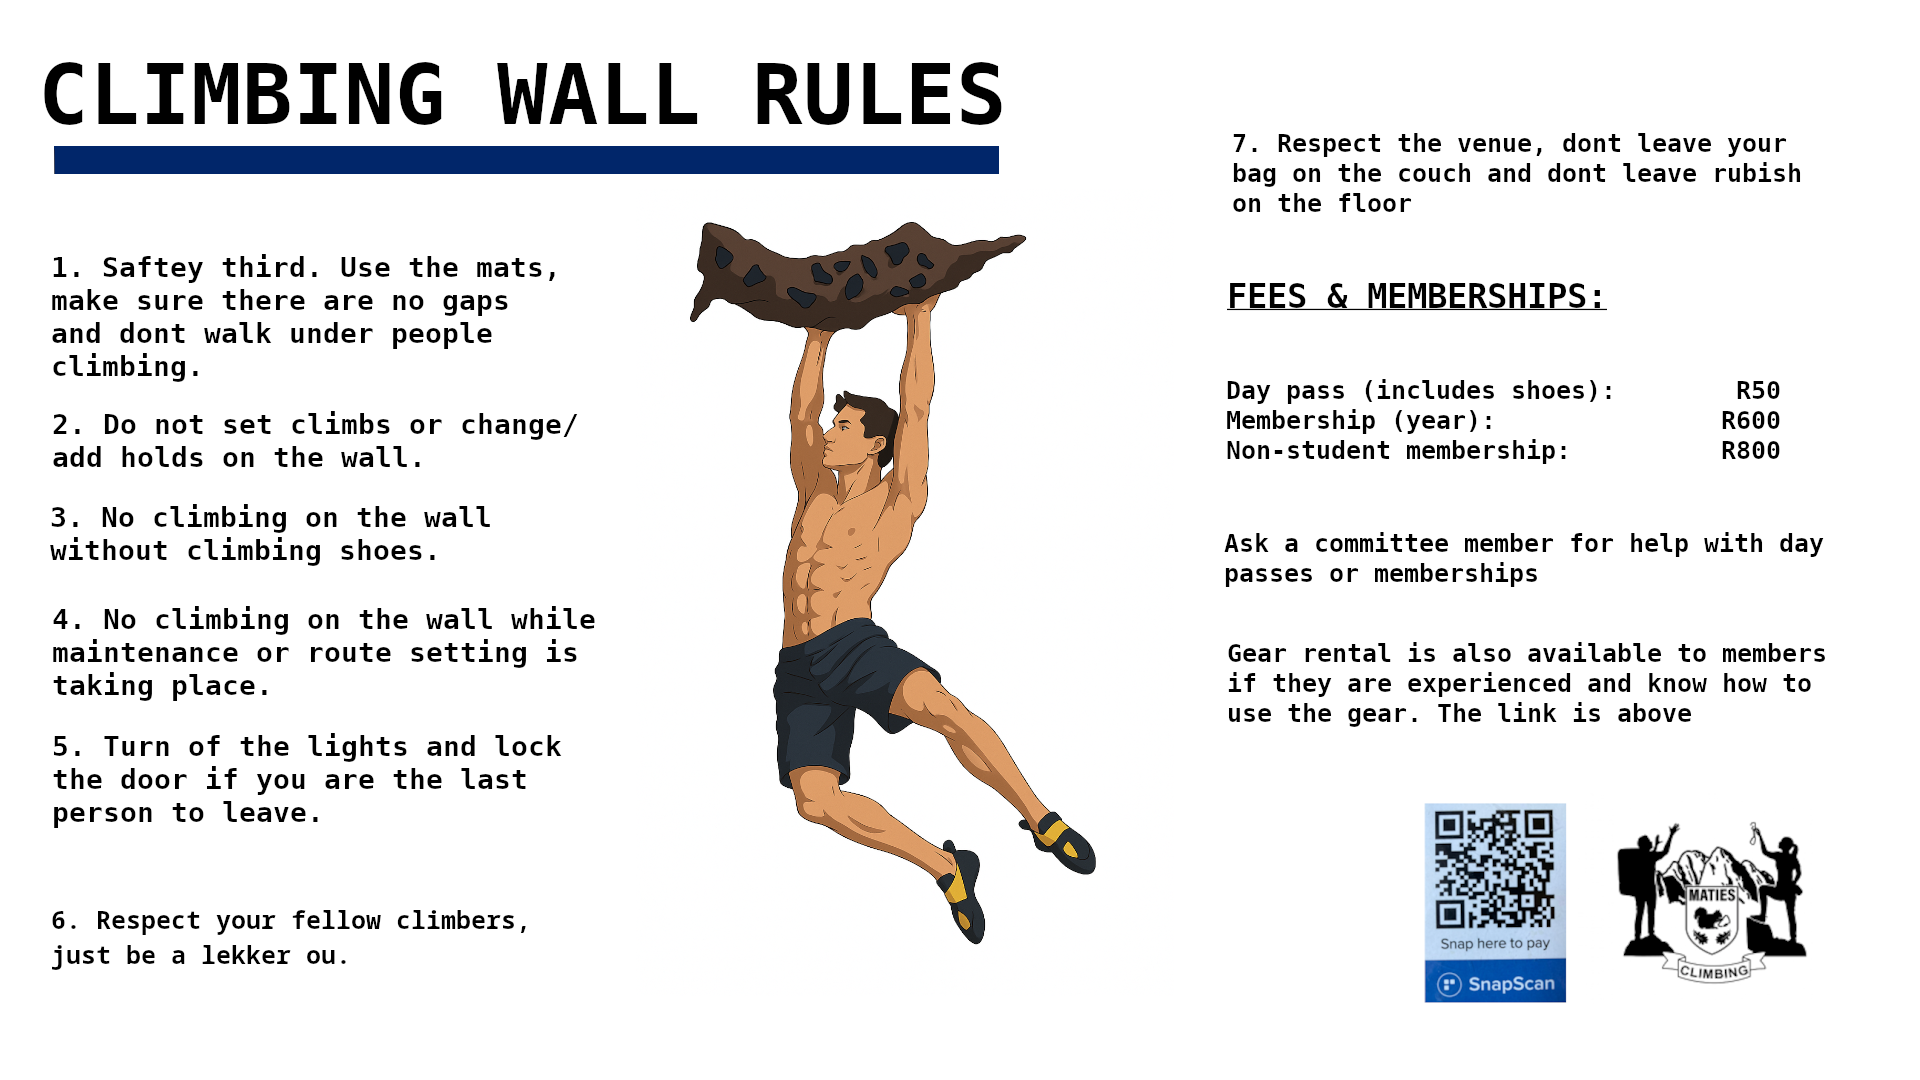 CLIMBING WALL RULES
1. Saftey third. Use the mats,
make sure there are no gaps
and dont walk under people
climbing.
2. Do not set climbs or change/
add holds on the wall.
3. No climbing on the wall
without climbing shoes.
4. No climbing on the wall while
maintenance or route setting is
taking place.
5. Turn of the lights and lock
the door if you are the last
person to leave.
6. Respect your fellow climbers,
just be a lekker ou.
7. Respect the venue, dont leave your
bag on the couch and dont leave rubish
on the floor
FEES & MEMBERSHIPS:
Day pass (includes shoes): R50
Membership (year): R600
Non-student membership: R800
Ask a committee member for help with day
passes or memberships
Gear rental is also available to members
if they are experienced and know how to
use the gear. The link is above
Snap here to pay
SnapScan
MATIES
CLIMBING